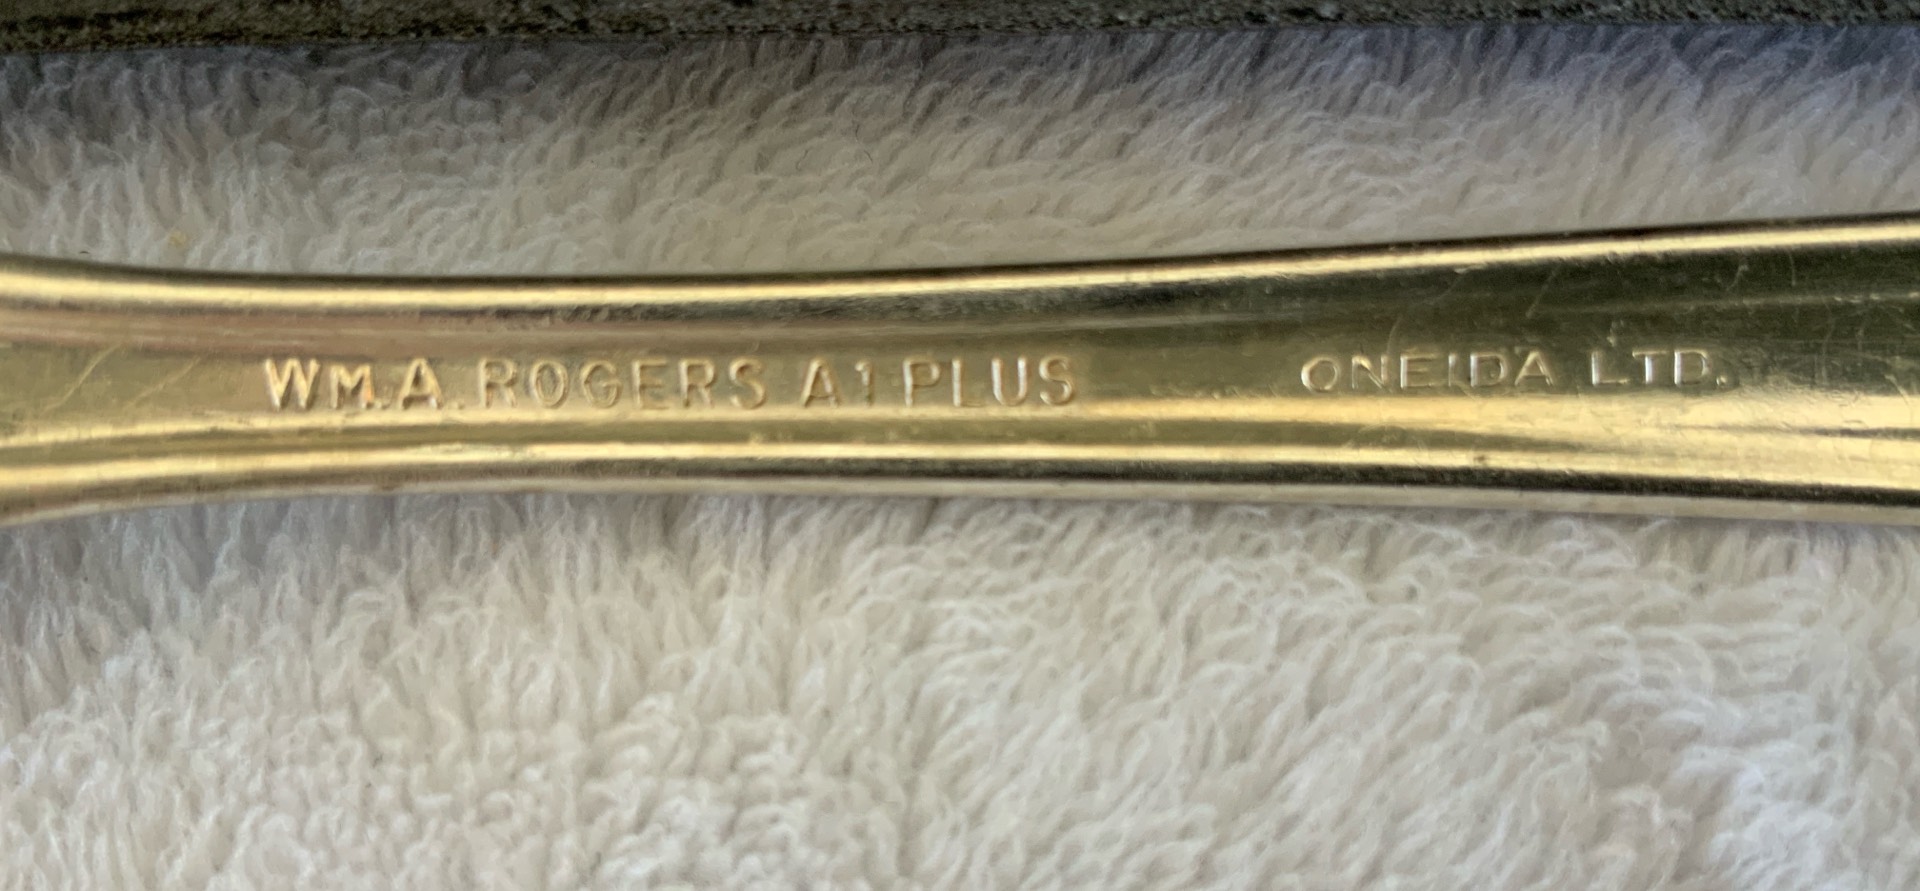 WM.A.ROGERS A1 PLUS ONEIDA LTD.